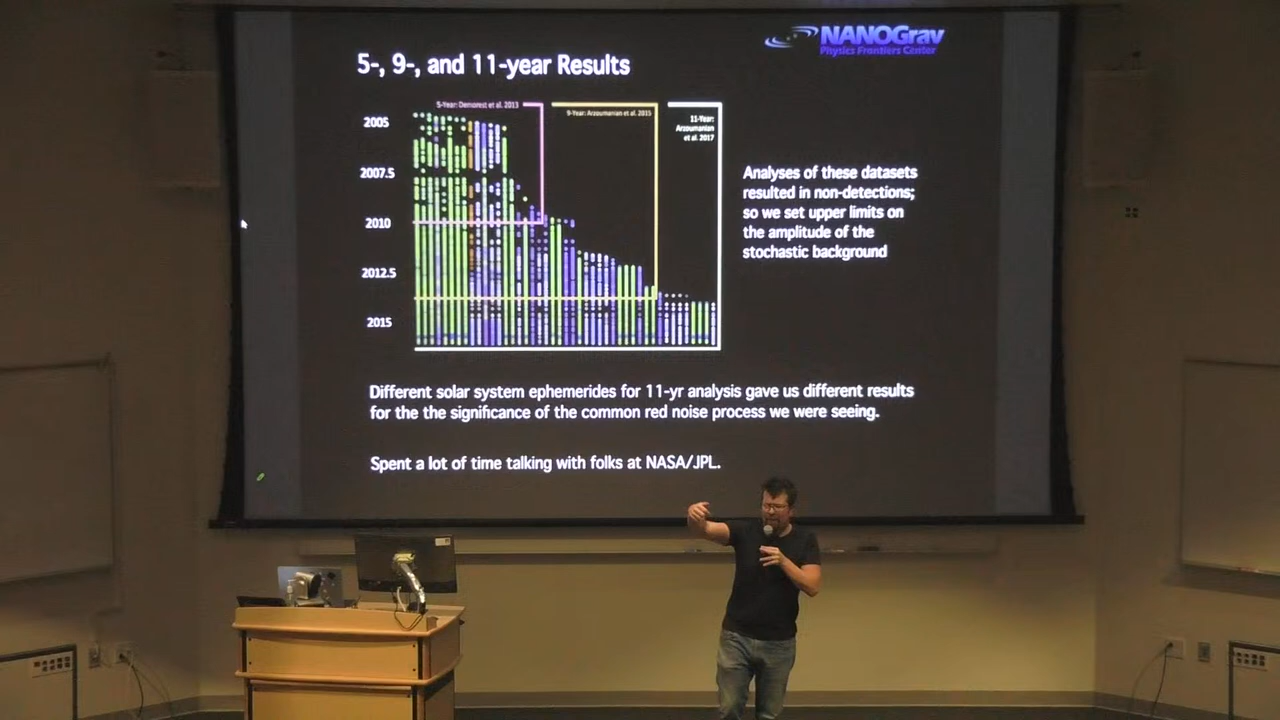 NANOGrav
Physics Frontiers Center
5-, 9-, and 11-year Results
5-Year: Demorest et al. 2013
9-Year: Arzoumanian et al. 2015
11-Year:
Arzoumanian
et al. 2017
2005
2007.5
2010
2012.5
2015
Analyses of these datasets
resulted in non-detections;
so we set upper limits on
the amplitude of the
stochastic background
Different solar system ephemerides for 11-yr analysis gave us different results
for the the significance of the common red noise process we were seeing.
Spent a lot of time talking with folks at NASA/JPL.